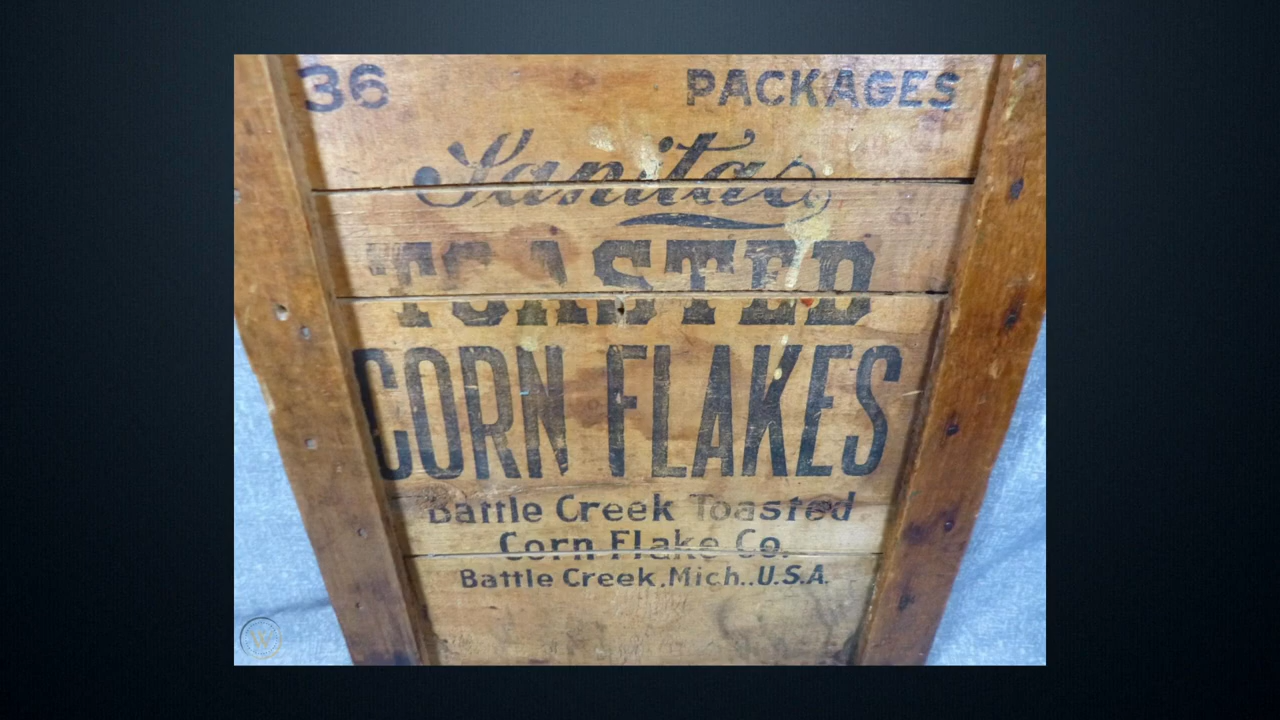 36 PACKAGES
Sanitas
TOASTED
CORN FLAKES
Battle Creek Toasted
Corn Flake Co.
Battle Creek, Mich., U.S.A.
W